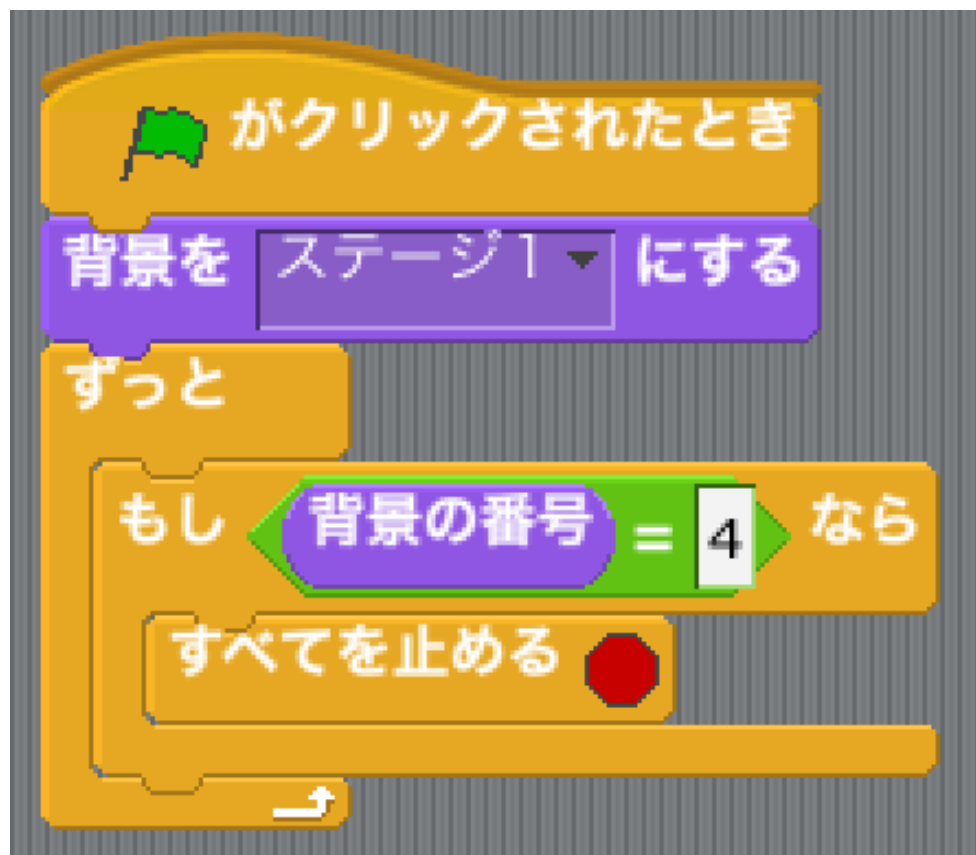 がクリックされたとき
背景を ステージ1 にする
ずっと
もし 背景の番号 = 4 なら
すべてを止める